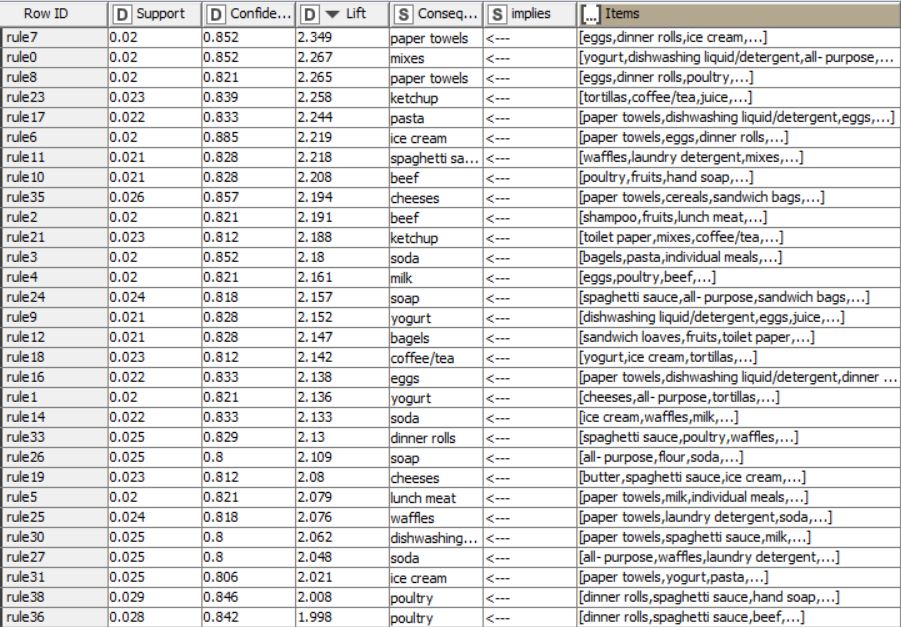 Row ID D Support D Confide... D Lift S Conseq... S implies [...] Items
rule7 0.02 0.852 2.349 paper towels <--- [eggs,dinner rolls,ice cream,...]
rule0 0.02 0.852 2.267 mixes <--- [yogurt,dishwashing liquid/detergent,all- purpose,...
rule8 0.02 0.821 2.265 paper towels <--- [eggs,dinner rolls,poultry,...]
rule23 0.023 0.839 2.258 ketchup <--- [tortillas,coffee/tea,juice,...]
rule17 0.022 0.833 2.244 pasta <--- [paper towels,dishwashing liquid/detergent,eggs,...]
rule6 0.02 0.885 2.219 ice cream <--- [paper towels,eggs,dinner rolls,...]
rule11 0.021 0.828 2.218 spaghetti sa... <--- [waffles,laundry detergent,mixes,...]
rule10 0.021 0.828 2.208 beef <--- [poultry,fruits,hand soap,...]
rule35 0.026 0.857 2.194 cheeses <--- [paper towels,cereals,sandwich bags,...]
rule2 0.02 0.821 2.191 beef <--- [shampoo,fruits,lunch meat,...]
rule21 0.023 0.812 2.188 ketchup <--- [toilet paper,mixes,coffee/tea,...]
rule3 0.02 0.852 2.18 soda <--- [bagels,pasta,individual meals,...]
rule4 0.02 0.821 2.161 milk <--- [eggs,poultry,beef,...]
rule24 0.024 0.818 2.157 soap <--- [spaghetti sauce,all- purpose,sandwich bags,...]
rule9 0.021 0.828 2.152 yogurt <--- [dishwashing liquid/detergent,eggs,juice,...]
rule12 0.021 0.828 2.147 bagels <--- [sandwich loaves,fruits,toilet paper,...]
rule18 0.023 0.812 2.142 coffee/tea <--- [yogurt,ice cream,tortillas,...]
rule16 0.022 0.833 2.138 eggs <--- [paper towels,dishwashing liquid/detergent,dinner ...
rule1 0.02 0.821 2.136 yogurt <--- [cheeses,all- purpose,tortillas,...]
rule14 0.022 0.833 2.133 soda <--- [ice cream,waffles,milk,...]
rule33 0.025 0.829 2.13 dinner rolls <--- [spaghetti sauce,poultry,waffles,...]
rule26 0.025 0.8 2.109 soap <--- [all- purpose,flour,soda,...]
rule19 0.023 0.812 2.08 cheeses <--- [butter,spaghetti sauce,ice cream,...]
rule5 0.02 0.821 2.079 lunch meat <--- [paper towels,milk,individual meals,...]
rule25 0.024 0.818 2.076 waffles <--- [paper towels,laundry detergent,soda,...]
rule30 0.025 0.8 2.062 dishwashing... <--- [paper towels,spaghetti sauce,milk,...]
rule27 0.025 0.8 2.048 soda <--- [all- purpose,waffles,laundry detergent,...]
rule31 0.025 0.806 2.021 ice cream <--- [paper towels,yogurt,pasta,...]
rule38 0.029 0.846 2.008 poultry <--- [dinner rolls,spaghetti sauce,hand soap,...]
rule36 0.028 0.842 1.998 poultry <--- [dinner rolls,spaghetti sauce,beef,...]